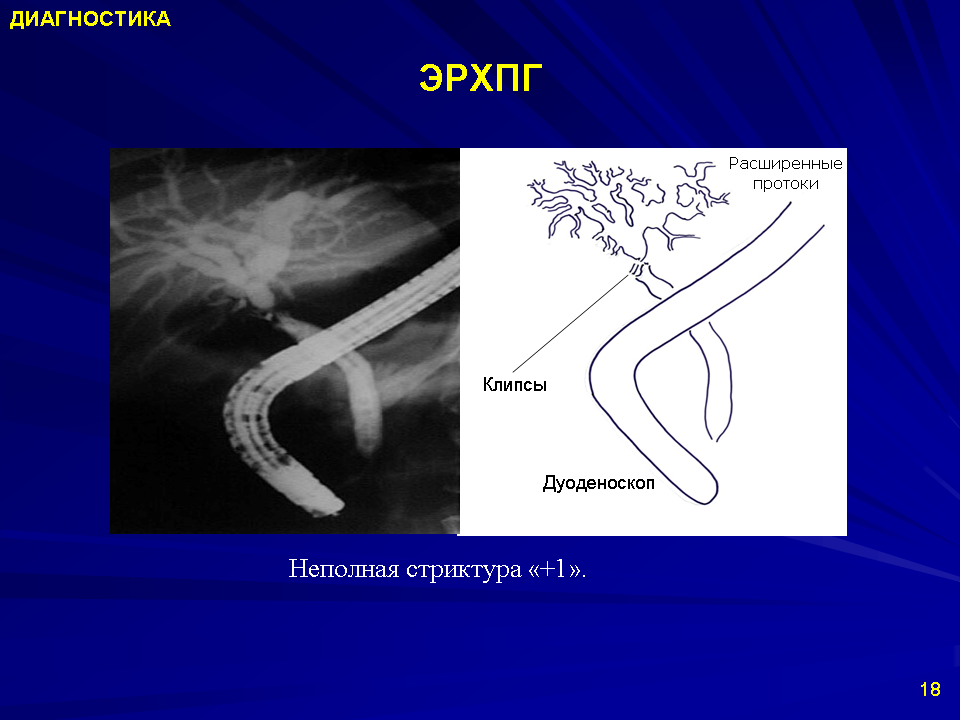 ДИАГНОСТИКА
ЭРХПГ
Расширенные
протоки
Клипсы
Дуоденоскоп
Неполная стриктура «+1».
18